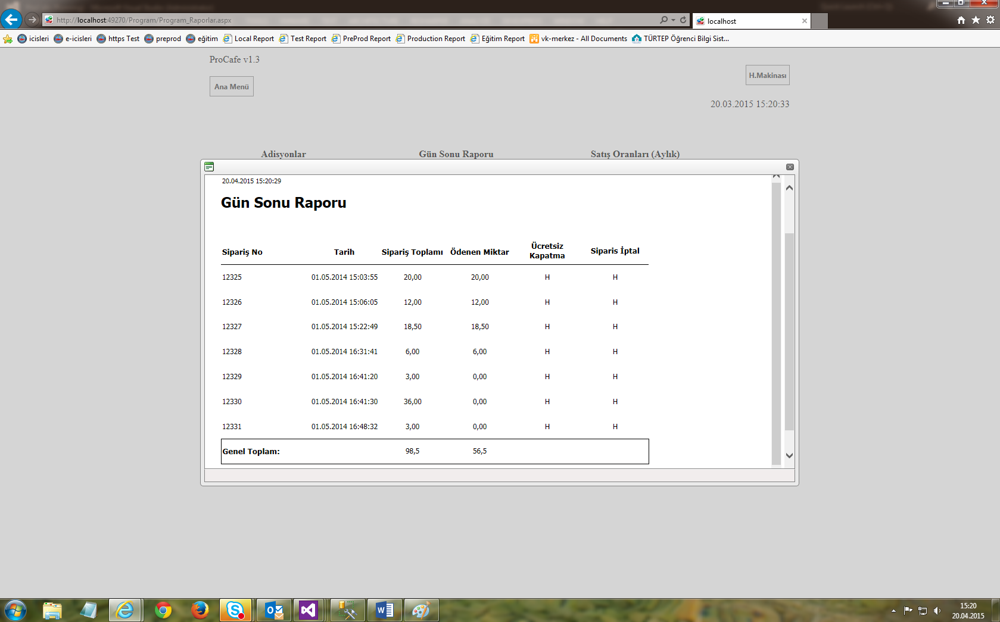 http://localhost:49270/Program/Program_Raporlar.aspx
localhost
icisleri e-icisleri https Test preprod eğitim Local Report Test Report PreProd Report Production Report Eğitim Report vk-merkez - All Documents TÜRTEP Öğrenci Bilgi Sist...
ProCafe v1.3
H.Makinası
Ana Menü
20.03.2015 15:20:33
Adisyonlar Gün Sonu Raporu Satış Oranları (Aylık)
20.04.2015 15:20:29
Gün Sonu Raporu
Sipariş No Tarih Sipariş Toplamı Ödenen Miktar Ücretsiz Kapatma Siparis İptal
12325 01.05.2014 15:03:55 20,00 20,00 H H
12326 01.05.2014 15:06:05 12,00 12,00 H H
12327 01.05.2014 15:22:49 18,50 18,50 H H
12328 01.05.2014 16:31:41 6,00 6,00 H H
12329 01.05.2014 16:41:20 3,00 0,00 H H
12330 01.05.2014 16:41:30 36,00 0,00 H H
12331 01.05.2014 16:48:32 3,00 0,00 H H
Genel Toplam: 98,5 56,5
15:20
20.04.2015